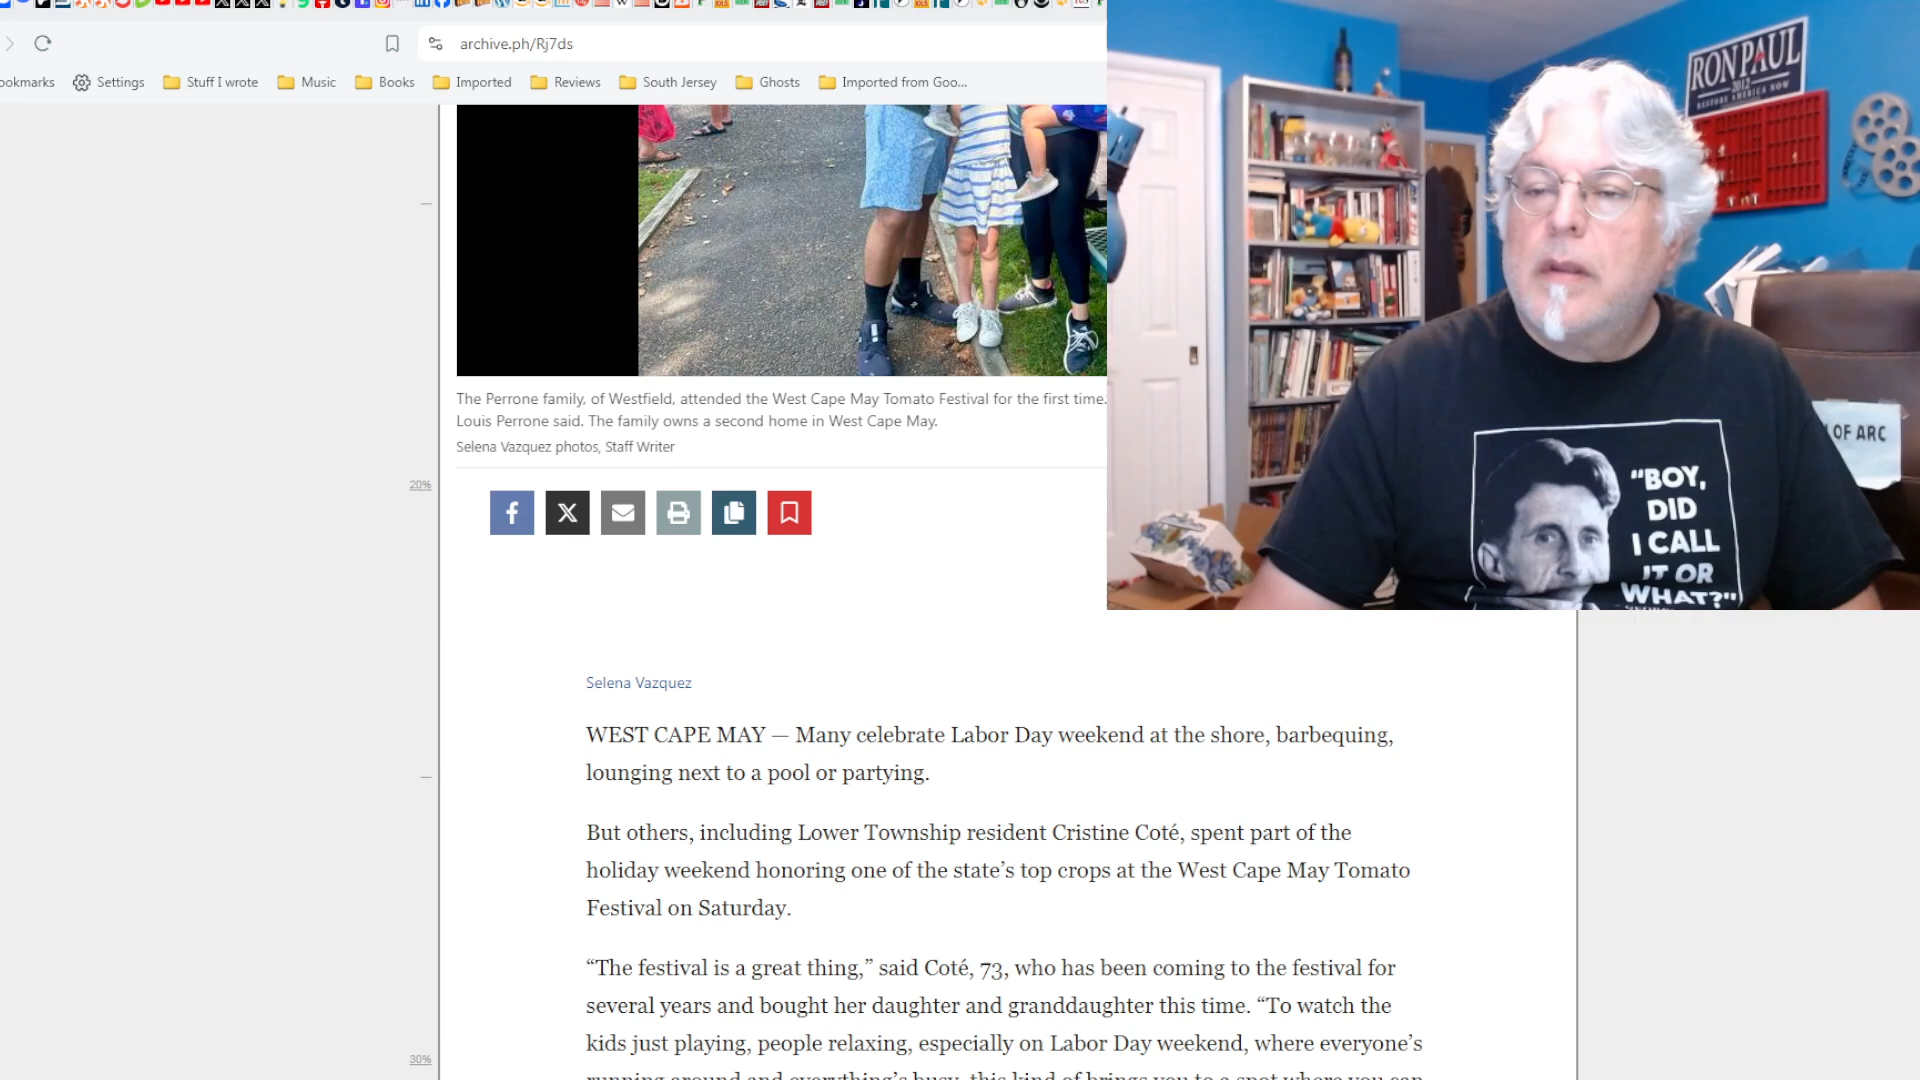 archive.ph/Rj7ds
ookmarks
Settings
Stuff I wrote
Music
Books
Imported
Reviews
South Jersey
Ghosts
Imported from Goo...
RON PAUL
2012
RESTORE AMERICA NOW
The Perrone family, of Westfield, attended the West Cape May Tomato Festival for the first time.
Louis Perrone said. The family owns a second home in West Cape May.
Selena Vazquez photos, Staff Writer
OF ARC
"BOY,
DID
I CALL
IT OR
WHAT?"
20%
Selena Vazquez
WEST CAPE MAY — Many celebrate Labor Day weekend at the shore, barbequing,
lounging next to a pool or partying.
But others, including Lower Township resident Cristine Coté, spent part of the
holiday weekend honoring one of the state’s top crops at the West Cape May Tomato
Festival on Saturday.
“The festival is a great thing,” said Coté, 73, who has been coming to the festival for
several years and bought her daughter and granddaughter this time. “To watch the
kids just playing, people relaxing, especially on Labor Day weekend, where everyone’s
30%
running around and everything’s busy, this kind of brings you to a spot where you can